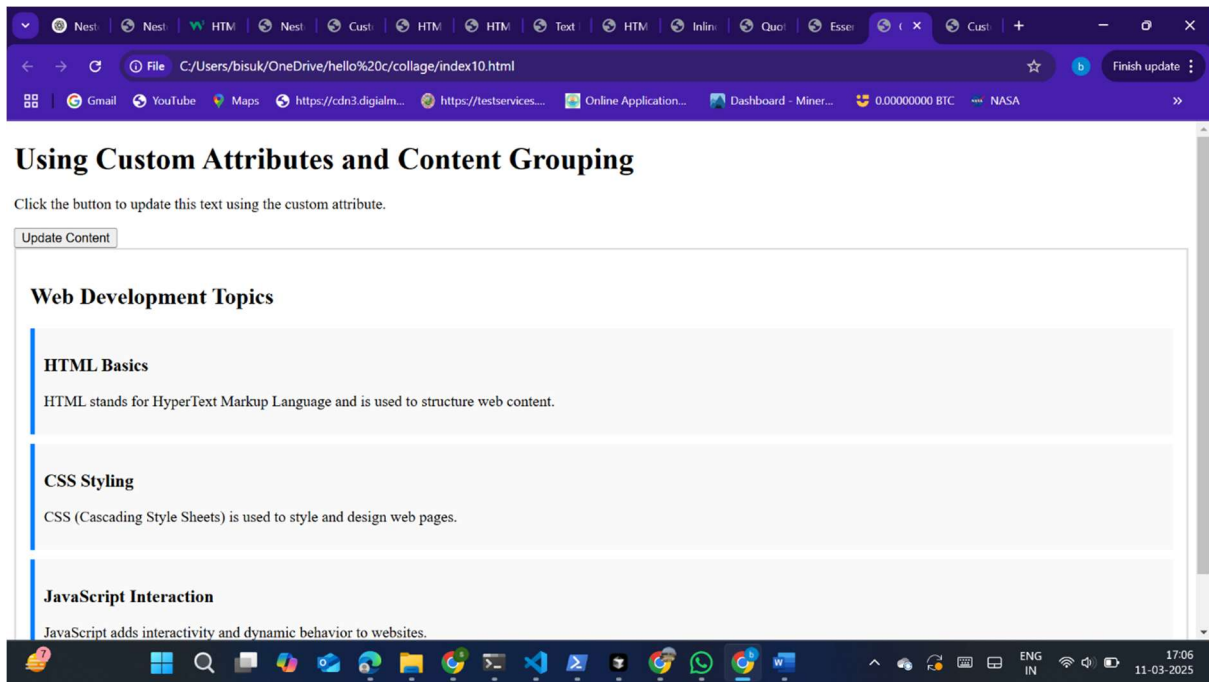 Nest
Nest
HTM
Nest
Cust
HTM
HTM
Text
HTM
Inline
Quot
Esser
Cust
File C:/Users/bisuk/OneDrive/hello%20c/collage/index10.html
b
Finish update
Gmail
YouTube
Maps
https://cdn3.digialm...
https://testservices....
Online Application...
Dashboard - Miner...
0.00000000 BTC
NASA
Using Custom Attributes and Content Grouping
Click the button to update this text using the custom attribute.
Update Content
Web Development Topics
HTML Basics
HTML stands for HyperText Markup Language and is used to structure web content.
CSS Styling
CSS (Cascading Style Sheets) is used to style and design web pages.
JavaScript Interaction
JavaScript adds interactivity and dynamic behavior to websites.
7
ENG
IN
17:06
11-03-2025